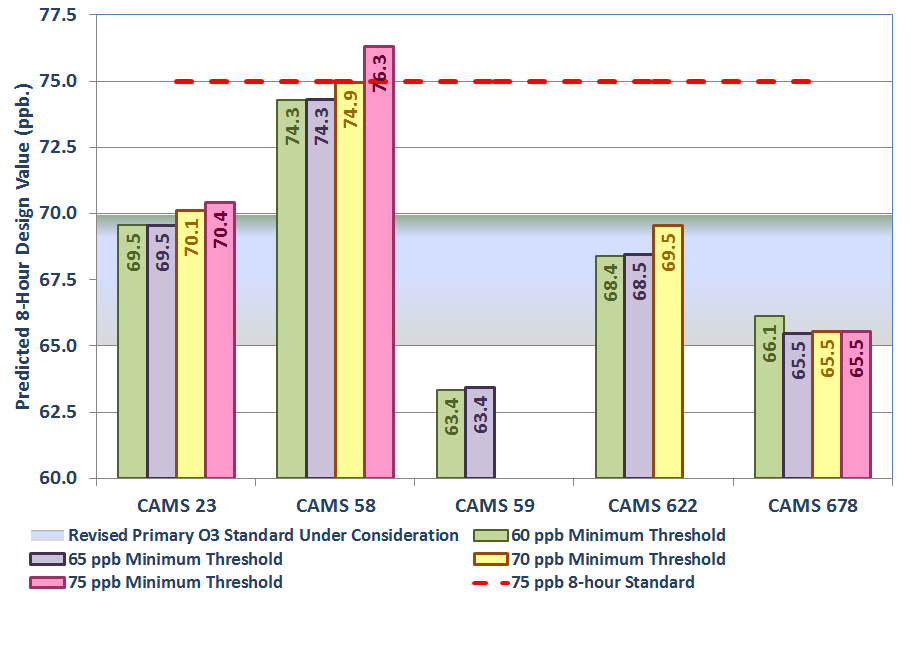 77.5
75.0
72.5
70.0
67.5
65.0
62.5
60.0
Predicted 8-Hour Design Value (ppb.)
69.5
69.5
70.1
70.4
74.3
74.3
74.9
76.3
63.4
63.4
68.4
68.5
69.5
66.1
65.5
65.5
65.5
CAMS 23
CAMS 58
CAMS 59
CAMS 622
CAMS 678
Revised Primary O3 Standard Under Consideration
60 ppb Minimum Threshold
65 ppb Minimum Threshold
70 ppb Minimum Threshold
75 ppb Minimum Threshold
75 ppb 8-hour Standard